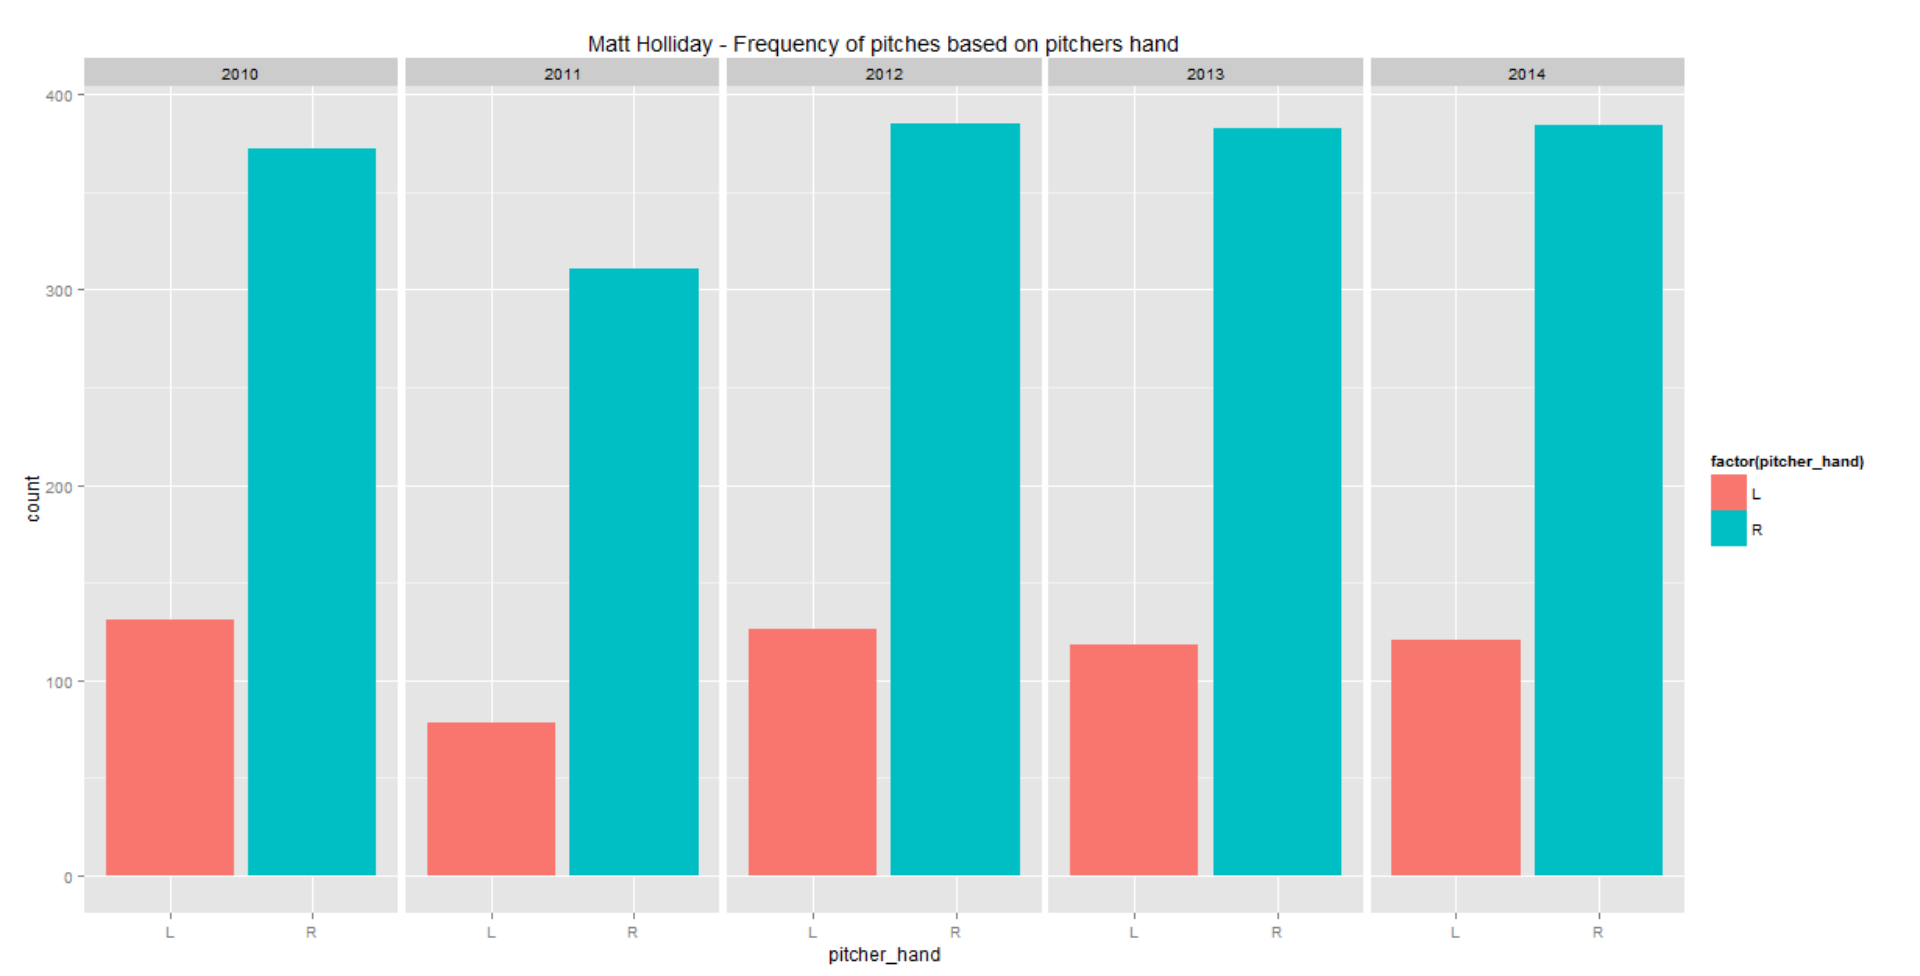 Matt Holliday - Frequency of pitches based on pitchers hand
2010 2011 2012 2013 2014
400
300
200
100
0
count
L R L R L R L R L R
pitcher_hand
factor(pitcher_hand)
L
R